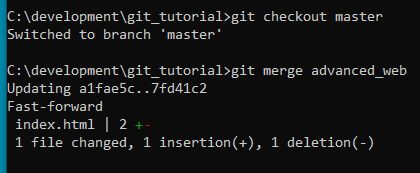 C:\development\git_tutorial>git checkout master
Switched to branch 'master'
C:\development\git_tutorial>git merge advanced_web
Updating a1fae5c..7fd41c2
Fast-forward
 index.html | 2 +-
 1 file changed, 1 insertion(+), 1 deletion(-)